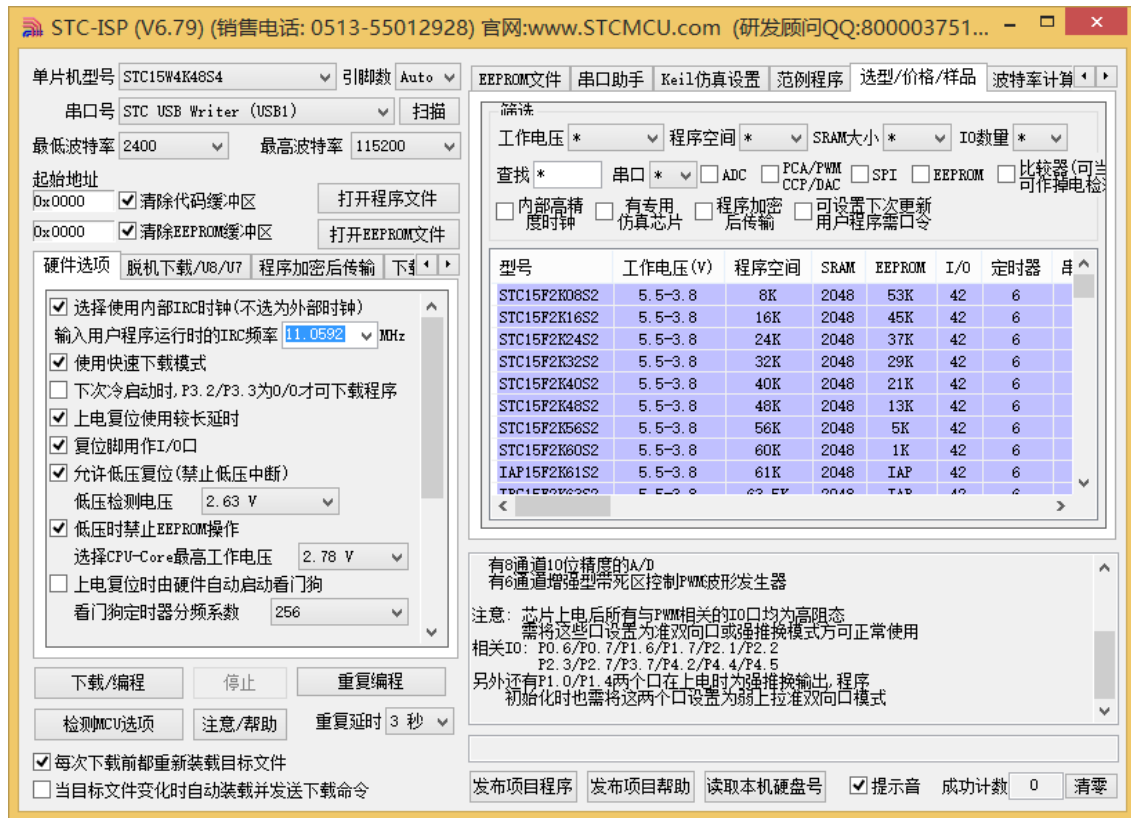 STC-ISP (V6.79) (销售电话: 0513-55012928) 官网:www.STCMCU.com (研发顾问QQ:800003751...
单片机型号 STC15W4K48S4 引脚数 Auto
串口号 STC USB Writer (USB1) 扫描
最低波特率 2400 最高波特率 115200
起始地址
0x0000 清除代码缓冲区 打开程序文件
0x0000 清除EEPROM缓冲区 打开EEPROM文件
硬件选项 脱机下载/U8/U7 程序加密后传输
选择使用内部IRC时钟(不选为外部时钟)
输入用户程序运行时的IRC频率 11.0592 MHz
使用快速下载模式
下次冷启动时,P3.2/P3.3为0/0才可下载程序
上电复位使用较长延时
复位脚用作I/O口
允许低压复位(禁止低压中断)
低压检测电压 2.63 V
低压时禁止EEPROM操作
选择CPU-Core最高工作电压 2.78 V
上电复位时由硬件自动启动看门狗
看门狗定时器分频系数 256
下载/编程 停止 重复编程
检测MCU选项 注意/帮助 重复延时 3 秒
每次下载前都重新装载目标文件
当目标文件变化时自动装载并发送下载命令
EEPROM文件 串口助手 Keil仿真设置 范例程序 选型/价格/样品 波特率计算
筛选
工作电压 * 程序空间 * SRAM大小 * IO数量 *
查找 * 串口 * ADC PCA/PWM CCP/DAC SPI EEPROM 比较器(可当 可作掉电检
内部高精度时钟 有专用仿真芯片 程序加密后传输 可设置下次更新用户程序需口令
型号 工作电压(V) 程序空间 SRAM EEPROM I/O 定时器 串
STC15F2K08S2 5.5-3.8 8K 2048 53K 42 6
STC15F2K16S2 5.5-3.8 16K 2048 45K 42 6
STC15F2K24S2 5.5-3.8 24K 2048 37K 42 6
STC15F2K32S2 5.5-3.8 32K 2048 29K 42 6
STC15F2K40S2 5.5-3.8 40K 2048 21K 42 6
STC15F2K48S2 5.5-3.8 48K 2048 13K 42 6
STC15F2K56S2 5.5-3.8 56K 2048 5K 42 6
STC15F2K60S2 5.5-3.8 60K 2048 1K 42 6
IAP15F2K61S2 5.5-3.8 61K 2048 IAP 42 6
有8通道10位精度的A/D
有6通道增强型带死区控制PWM波形发生器
注意: 芯片上电后所有与PWM相关的IO口均为高阻态
需将这些口设置为准双向口或强推换模式方可正常使用
相关IO: P0.6/P0.7/P1.6/P1.7/P2.1/P2.2
P2.3/P2.7/P3.7/P4.2/P4.4/P4.5
另外还有P1.0/P1.4两个口在上电时为强推换输出,程序
初始化时也需将这两个口设置为弱上拉准双向口模式
发布项目程序 发布项目帮助 读取本机硬盘号 提示音 成功计数 0 清零